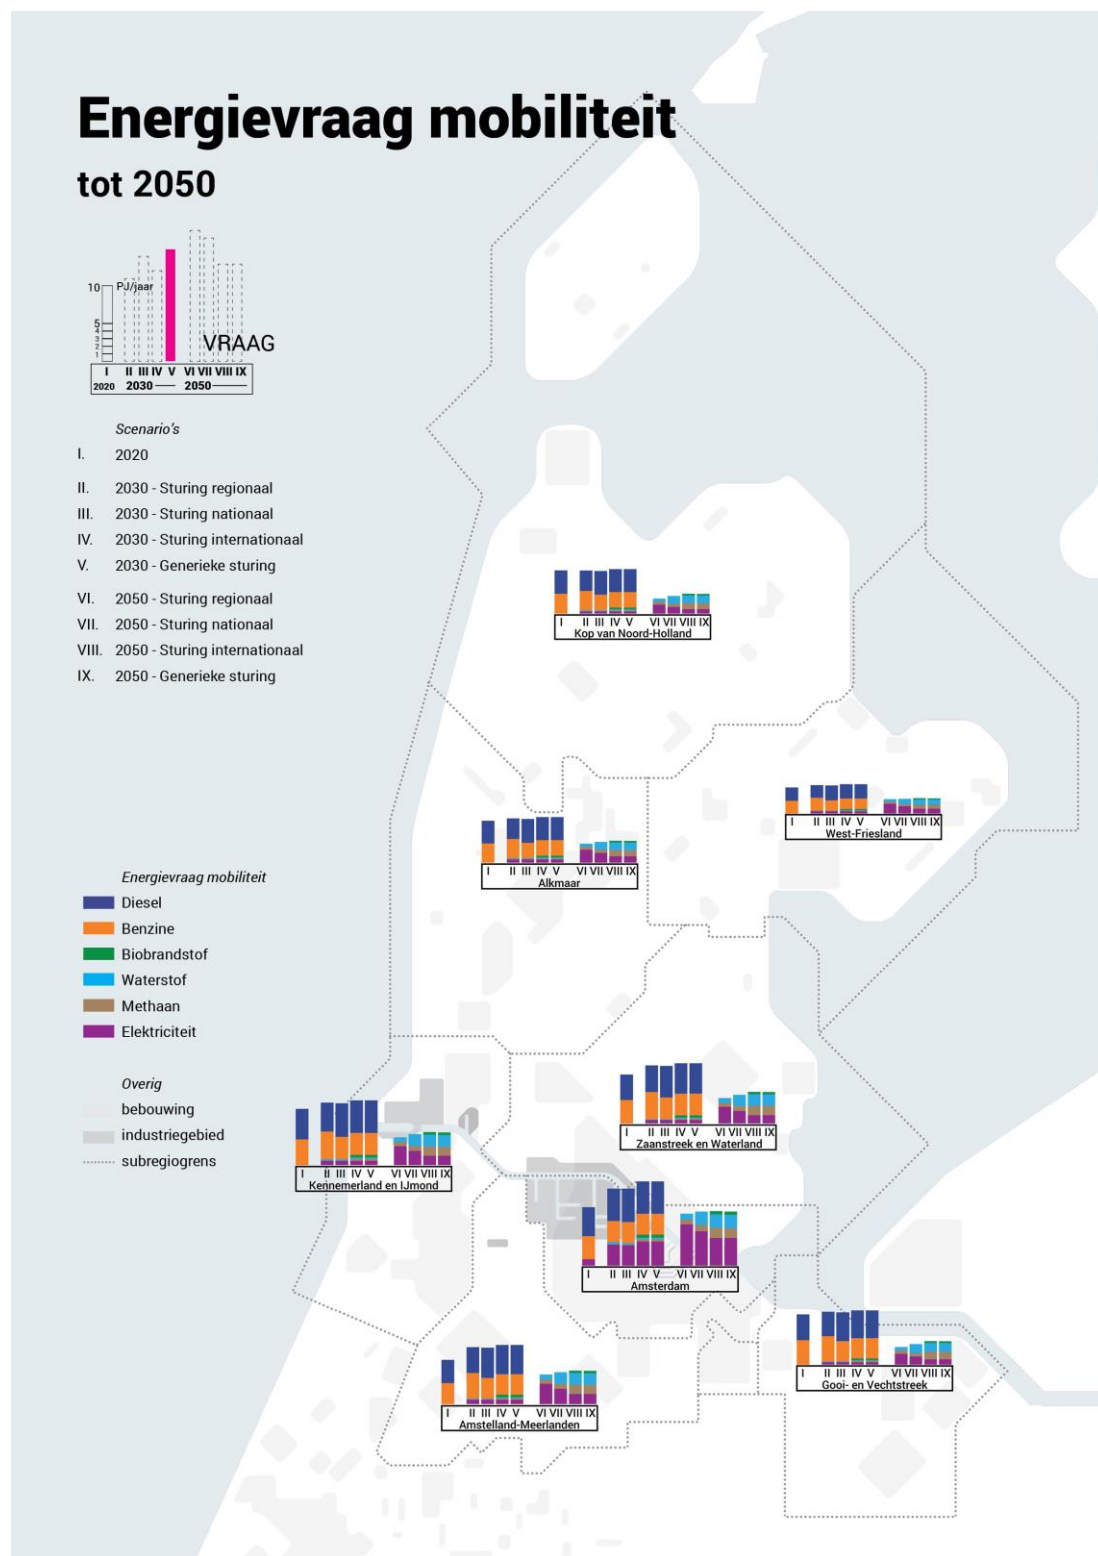 Energievraag mobiliteit
tot 2050
10 PJ/jaar
5
4
3
2
1
VRAAG
I II III IV V VI VII VIII IX
2020 2030 2050
Scenario's
I. 2020
II. 2030 - Sturing regionaal
III. 2030 - Sturing nationaal
IV. 2030 - Sturing internationaal
V. 2030 - Generieke sturing
VI. 2050 - Sturing regionaal
VII. 2050 - Sturing nationaal
VIII. 2050 - Sturing internationaal
IX. 2050 - Generieke sturing
I II III IV V VI VII VIII IX
Kop van Noord-Holland
I II III IV V VI VII VIII IX
West-Friesland
I II III IV V VI VII VIII IX
Alkmaar
Energievraag mobiliteit
Diesel
Benzine
Biobrandstof
Waterstof
Methaan
Elektriciteit
Overig
bebouwing
industriegebied
subregiogrens
I II III IV V VI VII VIII IX
Zaanstreek en Waterland
I II III IV V VI VII VIII IX
Kennemerland en IJmond
I II III IV V VI VII VIII IX
Amsterdam
I II III IV V VI VII VIII IX
Gooi- en Vechtstreek
I II III IV V VI VII VIII IX
Amstelland-Meerlanden